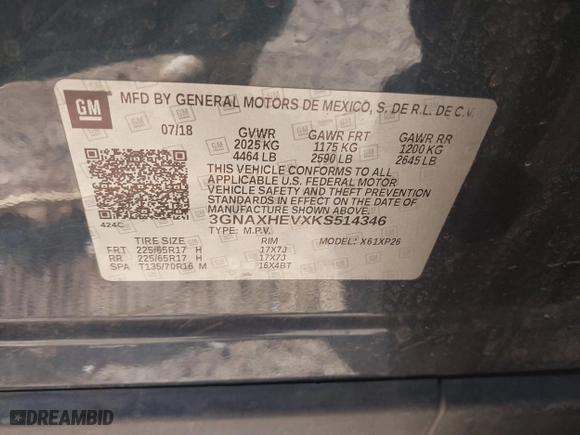 GM
MFD BY GENERAL MOTORS DE MEXICO, S. DE R.L. DE C.V.
07/18 GVWR GAWR FRT GAWR RR
2025 KG 1175 KG 1200 KG
4464 LB 2590 LB 2645 LB
THIS VEHICLE CONFORMS TO ALL
APPLICABLE U.S. FEDERAL MOTOR
VEHICLE SAFETY AND THEFT PREVENTION
STANDARDS IN EFFECT ON THE DATE OF
MANUFACTURE SHOWN ABOVE.
3GNAXHEVXKS514346
424C TYPE: M.P.V. MODEL: X61XP26
TIRE SIZE RIM
FRT 225/65R17 H 17X7J
RR 225/65R17 H 17X7J
SPA T135/70R16 M 16X4BT
DREAMBID